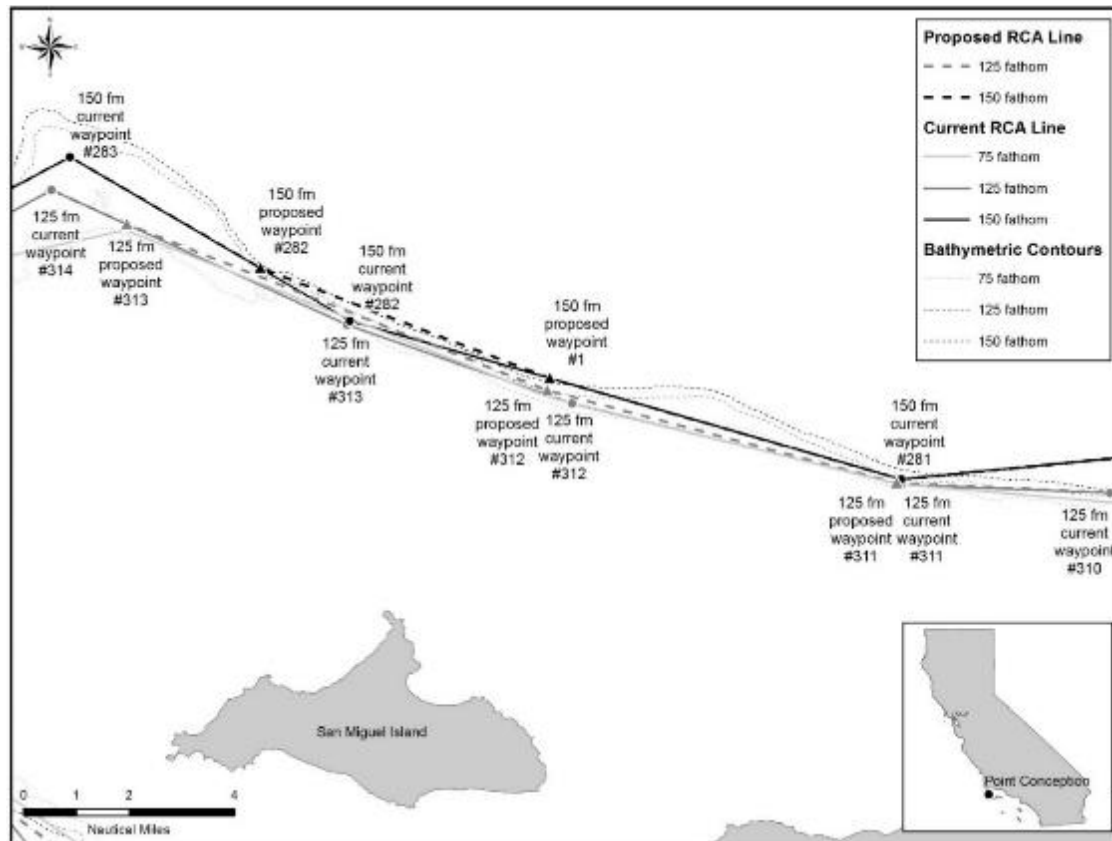 Proposed RCA Line
125 fathom
150 fathom
Current RCA Line
75 fathom
125 fathom
150 fathom
Bathymetric Contours
75 fathom
125 fathom
150 fathom
150 fm
current
waypoint
#283
150 fm
proposed
waypoint
#282
150 fm
current
waypoint
#282
125 fm
current
waypoint
#314
125 fm
proposed
waypoint
#313
125 fm
current
waypoint
#313
150 fm
proposed
waypoint
#1
125 fm
proposed
waypoint
#312
125 fm
current
waypoint
#312
150 fm
current
waypoint
#281
125 fm
proposed
waypoint
#311
125 fm
current
waypoint
#311
125 fm
current
waypoint
#310
San Miguel Island
Point Conception
0 1 2 4
Nautical Miles